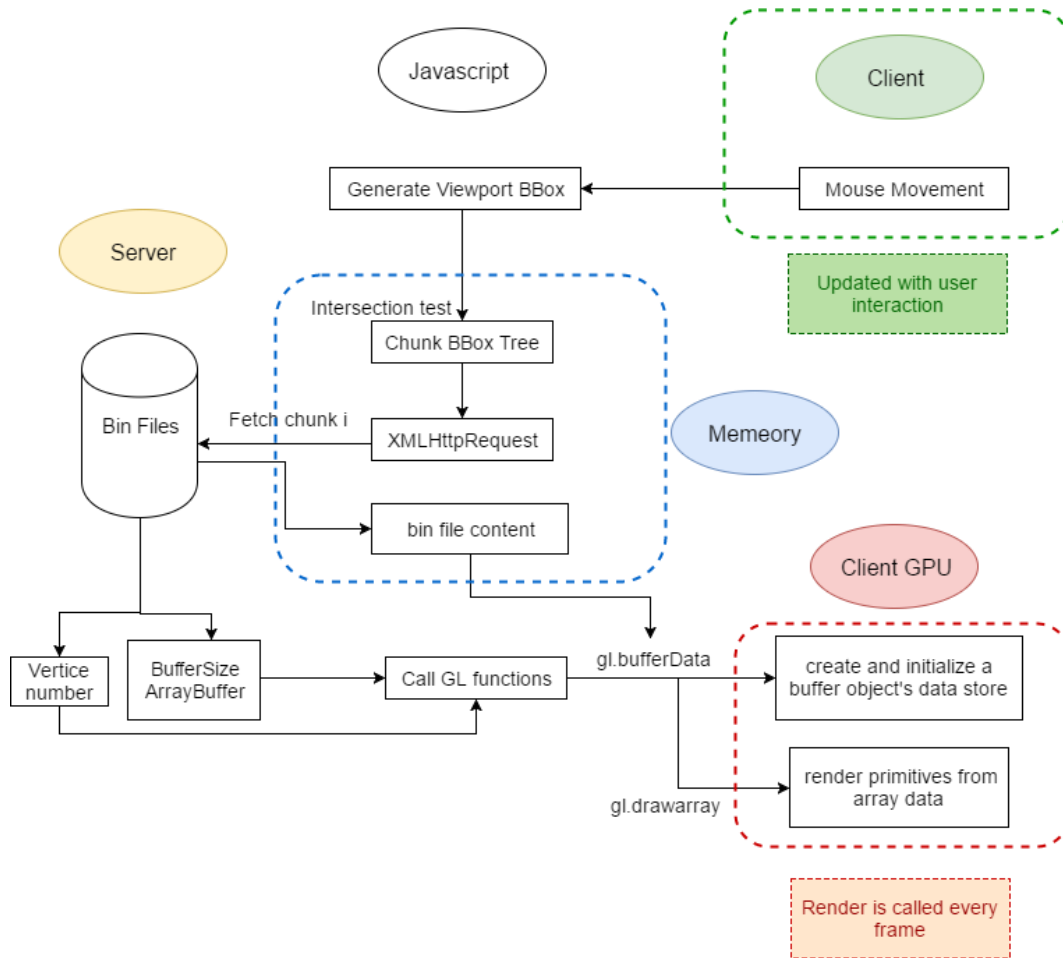 Javascript
Client
Generate Viewport BBox
Mouse Movement
Server
Updated with user
interaction
Intersection test
Chunk BBox Tree
Bin Files
Fetch chunk i
XMLHttpRequest
Memeory
bin file content
Client GPU
Vertice
number
BufferSize
ArrayBuffer
Call GL functions
gl.bufferData
create and initialize a
buffer object's data store
render primitives from
array data
gl.drawarray
Render is called every
frame